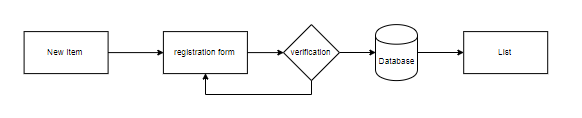 New Item
registration form
verification
Database
List